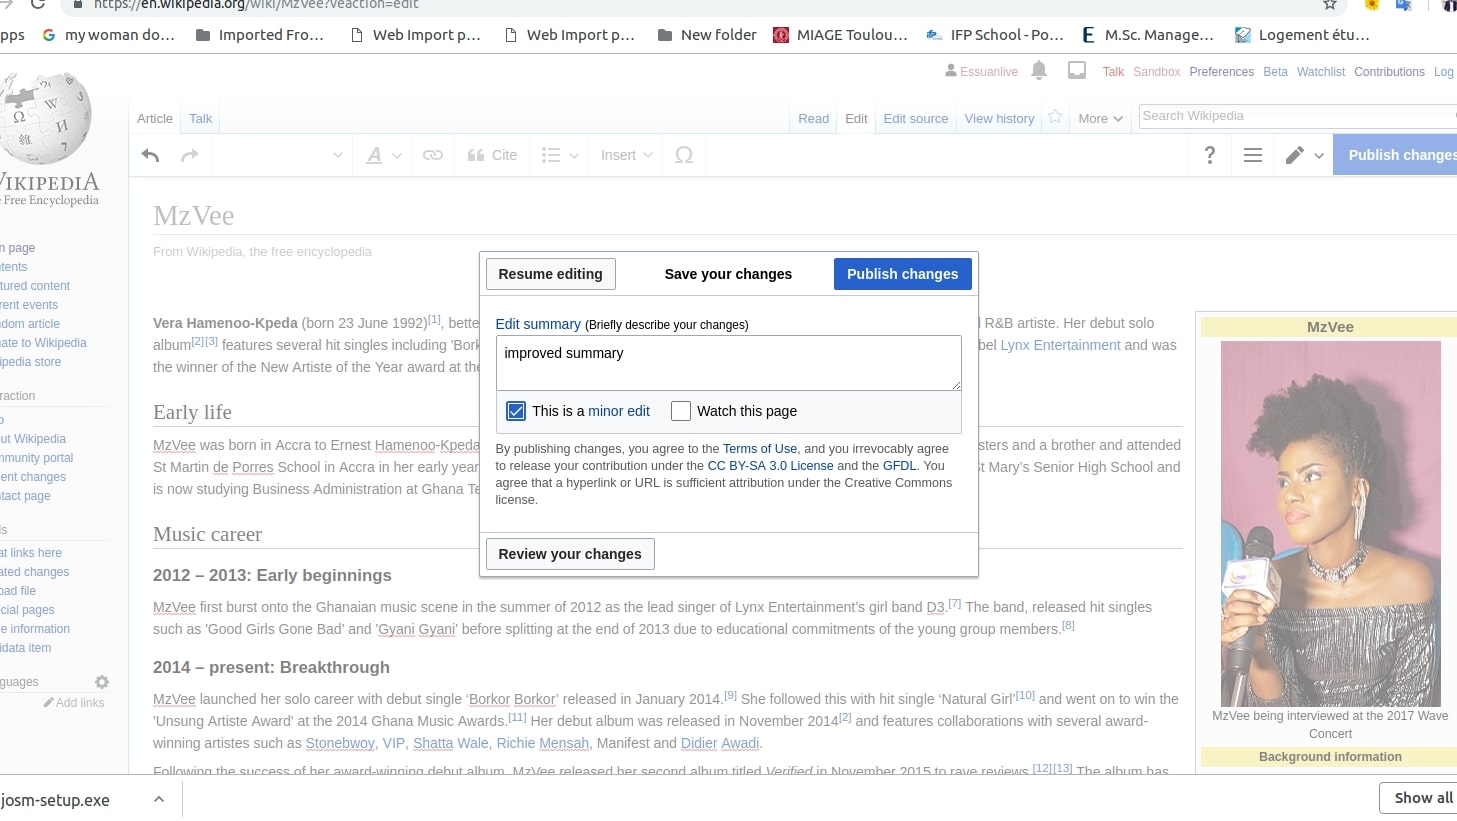 https://en.wikipedia.org/wiki/MzVee?veaction=edit
pps my woman do... Imported Fro... Web Import p... Web Import p... New folder MIAGE Toulou... IFP School - Po... M.Sc. Manage... Logement étu...
Essuanlive Talk Sandbox Preferences Beta Watchlist Contributions Log
Article Talk Read Edit Edit source View history More Search Wikipedia
Cite Insert Ω ? Publish changes
WIKIPEDIA
Free Encyclopedia
n page
tents
tured content
rent events
dom article
ate to Wikipedia
ipedia store
raction
ut Wikipedia
mmunity portal
ent changes
tact page
ls
at links here
ated changes
oad file
cial pages
e information
idata item
guages
Add links
MzVee
From Wikipedia, the free encyclopedia
Vera Hamenoo-Kpeda (born 23 June 1992)[1], bette
R&B artiste. Her debut solo
album[2][3] features several hit singles including 'Bork
bel Lynx Entertainment and was
the winner of the New Artiste of the Year award at the
Early life
MzVee was born in Accra to Ernest Hamenoo-Kpeda
sters and a brother and attended
St Martin de Porres School in Accra in her early year
t Mary's Senior High School and
is now studying Business Administration at Ghana Te
Resume editing Save your changes Publish changes
Edit summary (Briefly describe your changes)
improved summary
This is a minor edit Watch this page
By publishing changes, you agree to the Terms of Use, and you irrevocably agree
to release your contribution under the CC BY-SA 3.0 License and the GFDL. You
agree that a hyperlink or URL is sufficient attribution under the Creative Commons
license.
Review your changes
Music career
2012 – 2013: Early beginnings
MzVee first burst onto the Ghanaian music scene in the summer of 2012 as the lead singer of Lynx Entertainment's girl band D3.[7] The band, released hit singles
such as 'Good Girls Gone Bad' and 'Gyani Gyani' before splitting at the end of 2013 due to educational commitments of the young group members.[8]
2014 – present: Breakthrough
MzVee launched her solo career with debut single ‘Borkor Borkor’ released in January 2014.[9] She followed this with hit single ‘Natural Girl’[10] and went on to win the
'Unsung Artiste Award' at the 2014 Ghana Music Awards.[11] Her debut album was released in November 2014[2] and features collaborations with several award-
winning artistes such as Stonebwoy, VIP, Shatta Wale, Richie Mensah, Manifest and Didier Awadi.
Following the success of her award-winning debut album, MzVee released her second album titled Verified in November 2015 to rave reviews.[12][13] The album has
MzVee
MzVee being interviewed at the 2017 Wave
Concert
Background information
josm-setup.exe
Show all